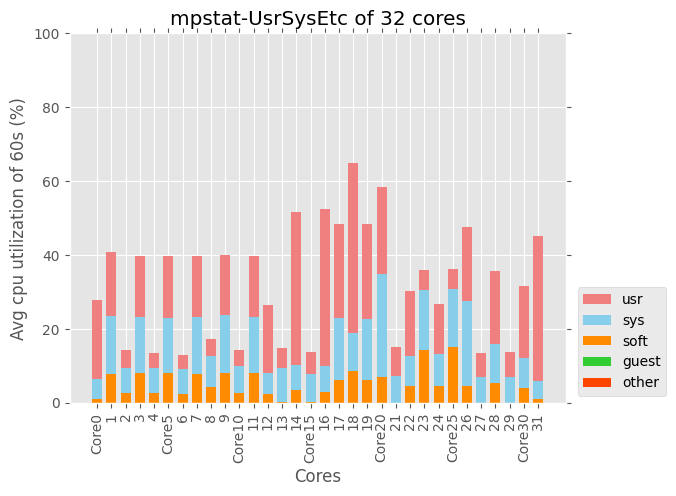 mpstat-UsrSysEtc of 32 cores
Avg cpu utilization of 60s (%)
100
80
60
40
20
0
Core0
1
2
3
4
Core5
6
7
8
9
Core10
11
12
13
14
Core15
16
17
18
19
Core20
21
22
23
24
Core25
26
27
28
29
Core30
31
Cores
usr
sys
soft
guest
other